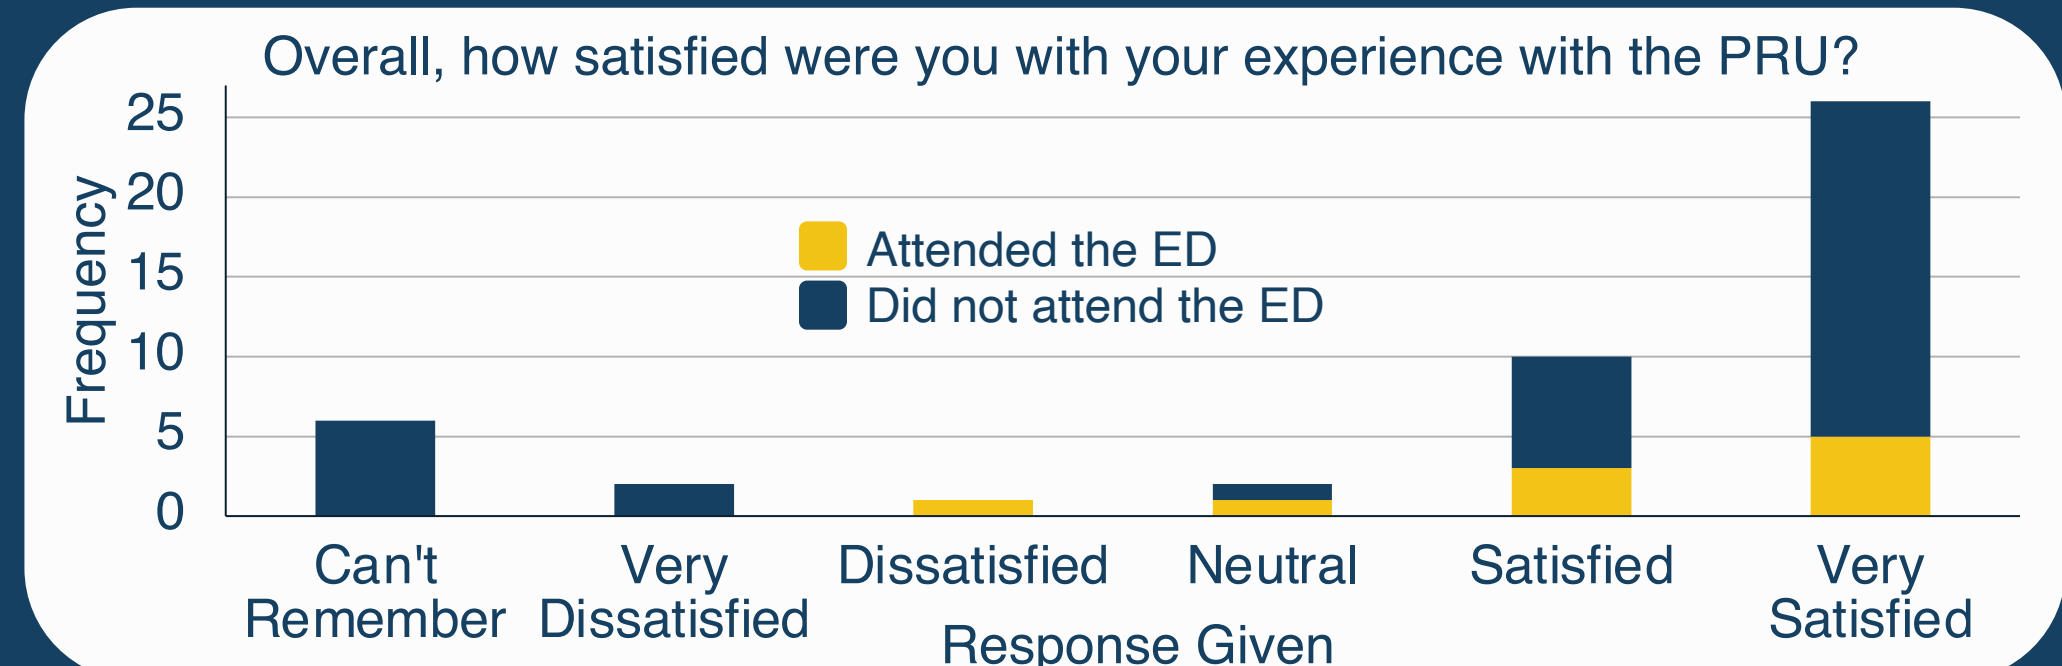 Overall, how satisfied were you with your experience with the PRU?
25
20
15
10
5
0
Frequency
Attended the ED
Did not attend the ED
Can't
Remember
Very
Dissatisfied
Dissatisfied
Neutral
Satisfied
Very
Satisfied
Response Given